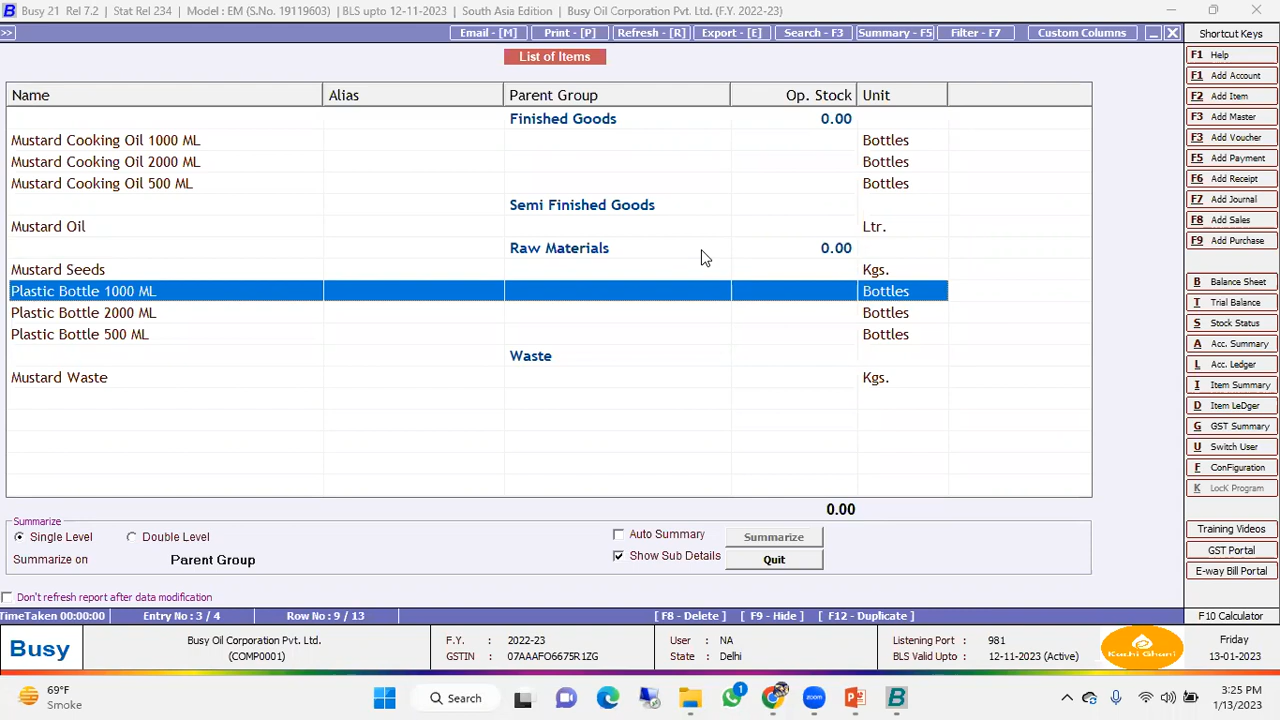 Busy 21 Rel 7.2 | Stat Rel 234 | Model : EM (S.No. 19119603) | BLS upto 12-11-2023 | South Asia Edition | Busy Oil Corporation Pvt. Ltd. (F.Y. 2022-23)
>> Email - [M] Print - [P] Refresh - [R] Export - [E] Search - F3 Summary - F5 Filter - F7 Custom Columns
List of Items
Name Alias Parent Group Op. Stock Unit
Finished Goods 0.00
Mustard Cooking Oil 1000 ML Bottles
Mustard Cooking Oil 2000 ML Bottles
Mustard Cooking Oil 500 ML Bottles
Semi Finished Goods
Mustard Oil Ltr.
Raw Materials 0.00
Mustard Seeds Kgs.
Plastic Bottle 1000 ML Bottles
Plastic Bottle 2000 ML Bottles
Plastic Bottle 500 ML Bottles
Waste
Mustard Waste Kgs.
0.00
Summarize
Single Level Double Level Auto Summary Summarize
Summarize on Parent Group Show Sub Details Quit
Don't refresh report after data modification
TimeTaken 00:00:00 Entry No : 3 / 4 Row No : 9 / 13 [ F8 - Delete ] [ F9 - Hide ] [ F12 - Duplicate ]
Busy
Busy Oil Corporation Pvt. Ltd.
(COMP0001)
F.Y. : 2022-23
GSTIN : 07AAAFO6675R1ZG
User : NA
State : Delhi
Listening Port : 981
BLS Valid Upto : 12-11-2023 (Active)
Kachi Ghani
Friday
13-01-2023
Shortcut Keys
F1 Help
F1 Add Account
F2 Add Item
F3 Add Master
F3 Add Voucher
F5 Add Payment
F6 Add Receipt
F7 Add Journal
F8 Add Sales
F9 Add Purchase
B Balance Sheet
T Trial Balance
S Stock Status
A Acc. Summary
L Acc. Ledger
I Item Summary
D Item LeDger
G GST Summary
U Switch User
F ConFiguration
K LocK Program
Training Videos
GST Portal
E-way Bill Portal
F10 Calculator
69°F
Smoke
Search
1
zoom
3:25 PM
1/13/2023